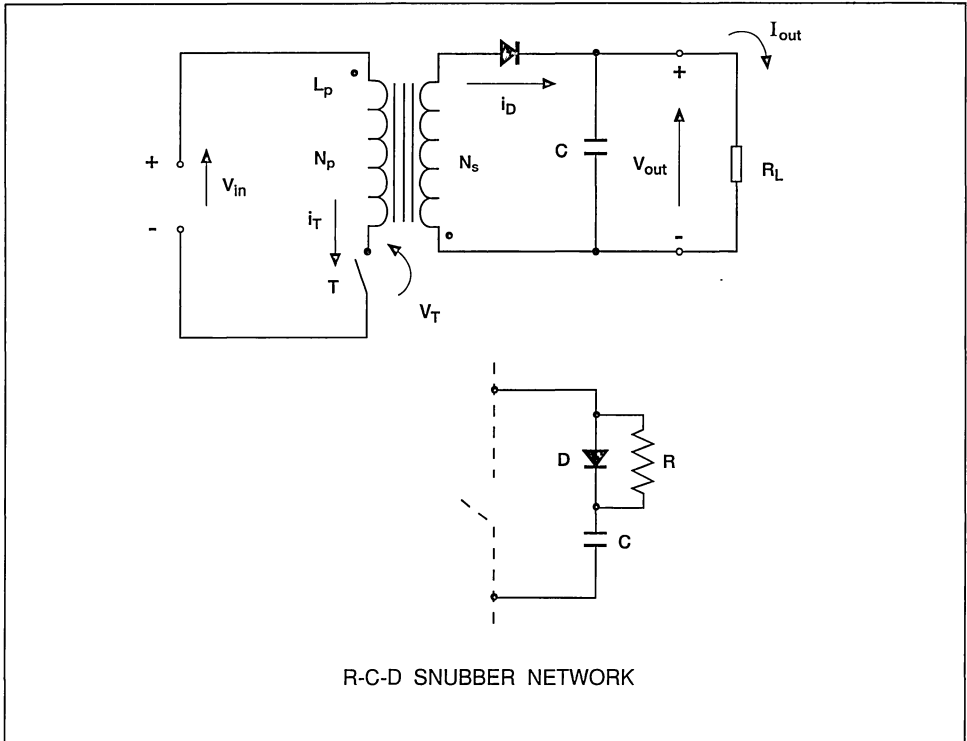 I_out
L_p
+
i_D
N_p
N_s
C
V_out
R_L
+
V_in
-
i_T
-
T
V_T
D
R
C
R-C-D SNUBBER NETWORK